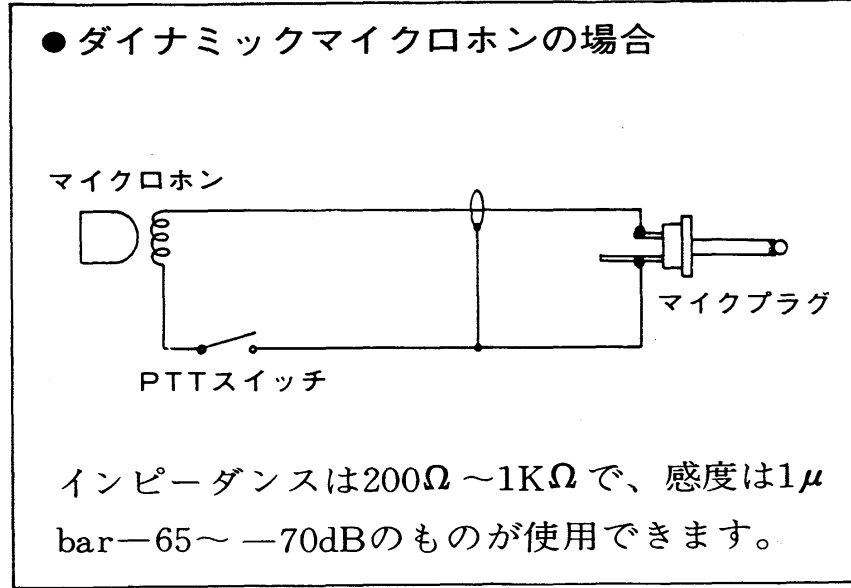 ●ダイナミックマイクロホンの場合
マイクロホン
マイクプラグ
PTTスイッチ
インピーダンスは200Ω~1KΩで、感度は1μ
bar—65~ —70dBのものが使用できます。